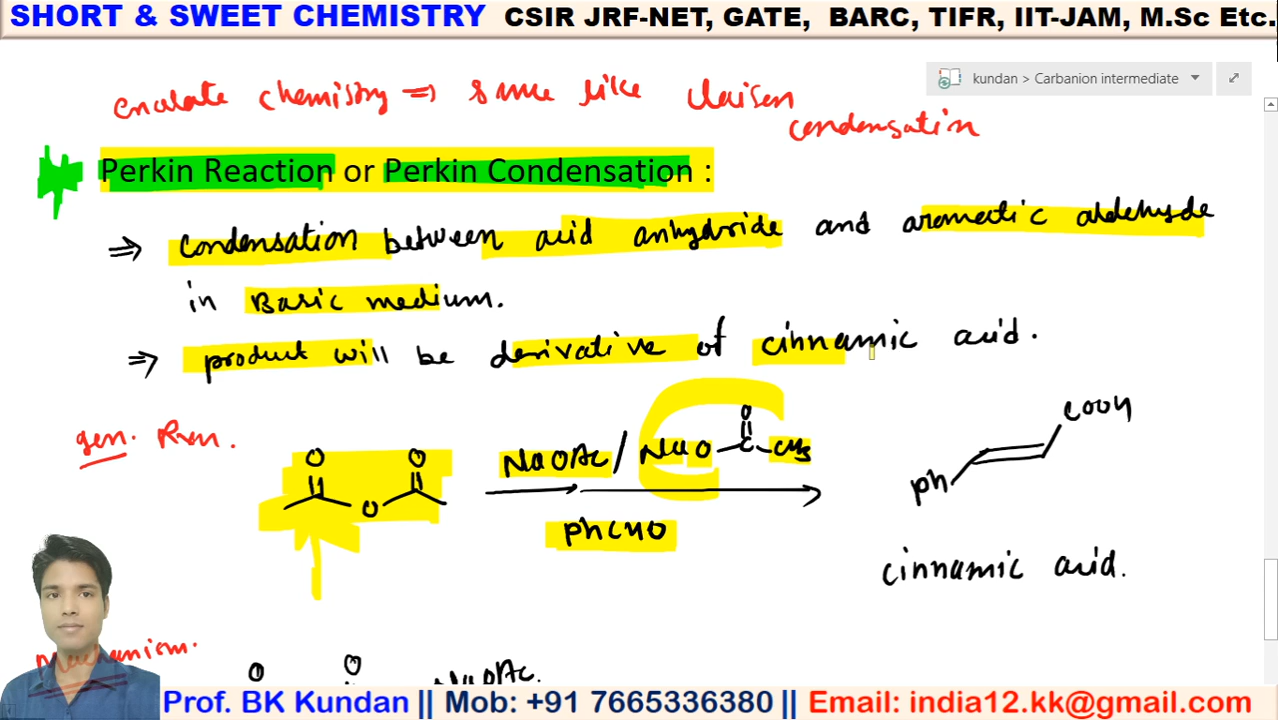 SHORT & SWEET CHEMISTRY CSIR JRF-NET, GATE, BARC, TIFR, IIT-JAM, M.Sc Etc.
kundan > Carbanion intermediate
enolate chemistry ⇒ same like claisen
condensation
Perkin Reaction or Perkin Condensation :
⇒ condensation between acid anhydride and aromatic aldehyde
in Basic medium.
⇒ product will be derivative of cinnamic acid.
gen. Rxn.
O O
O
NaOAc / NaO-C-CH3
O
PhCHO
Ph
COOH
cinnamic acid.
Mechanism.
O O NaOAc.
Prof. BK Kundan || Mob: +91 7665336380 || Email: india12.kk@gmail.com